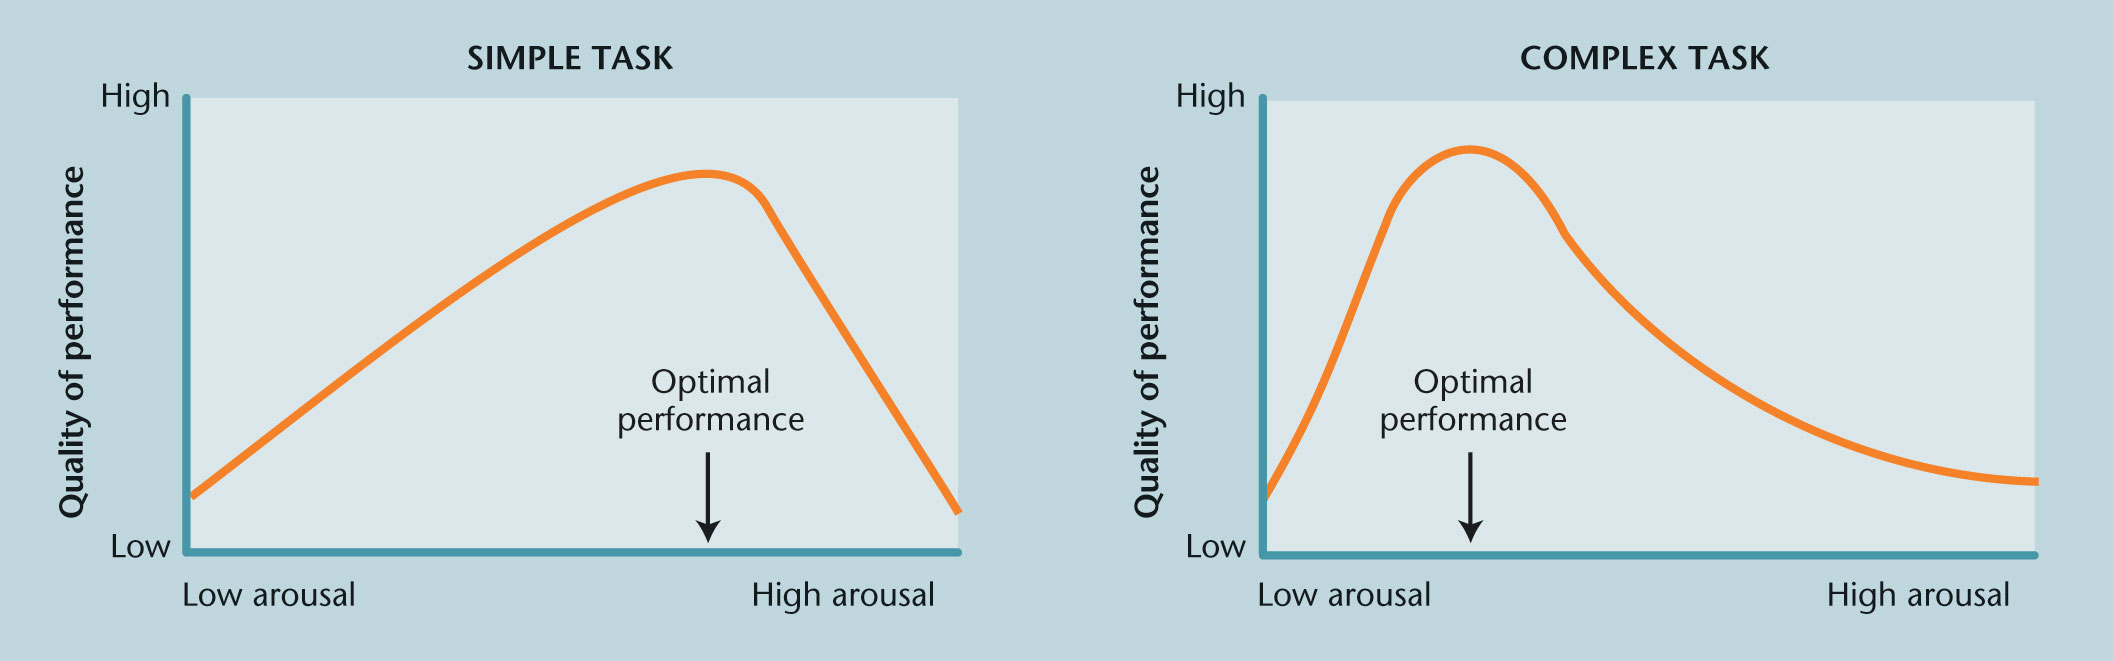 SIMPLE TASK
High
Quality of performance
Optimal
performance
Low
Low arousal
High arousal
COMPLEX TASK
High
Quality of performance
Optimal
performance
Low
Low arousal
High arousal